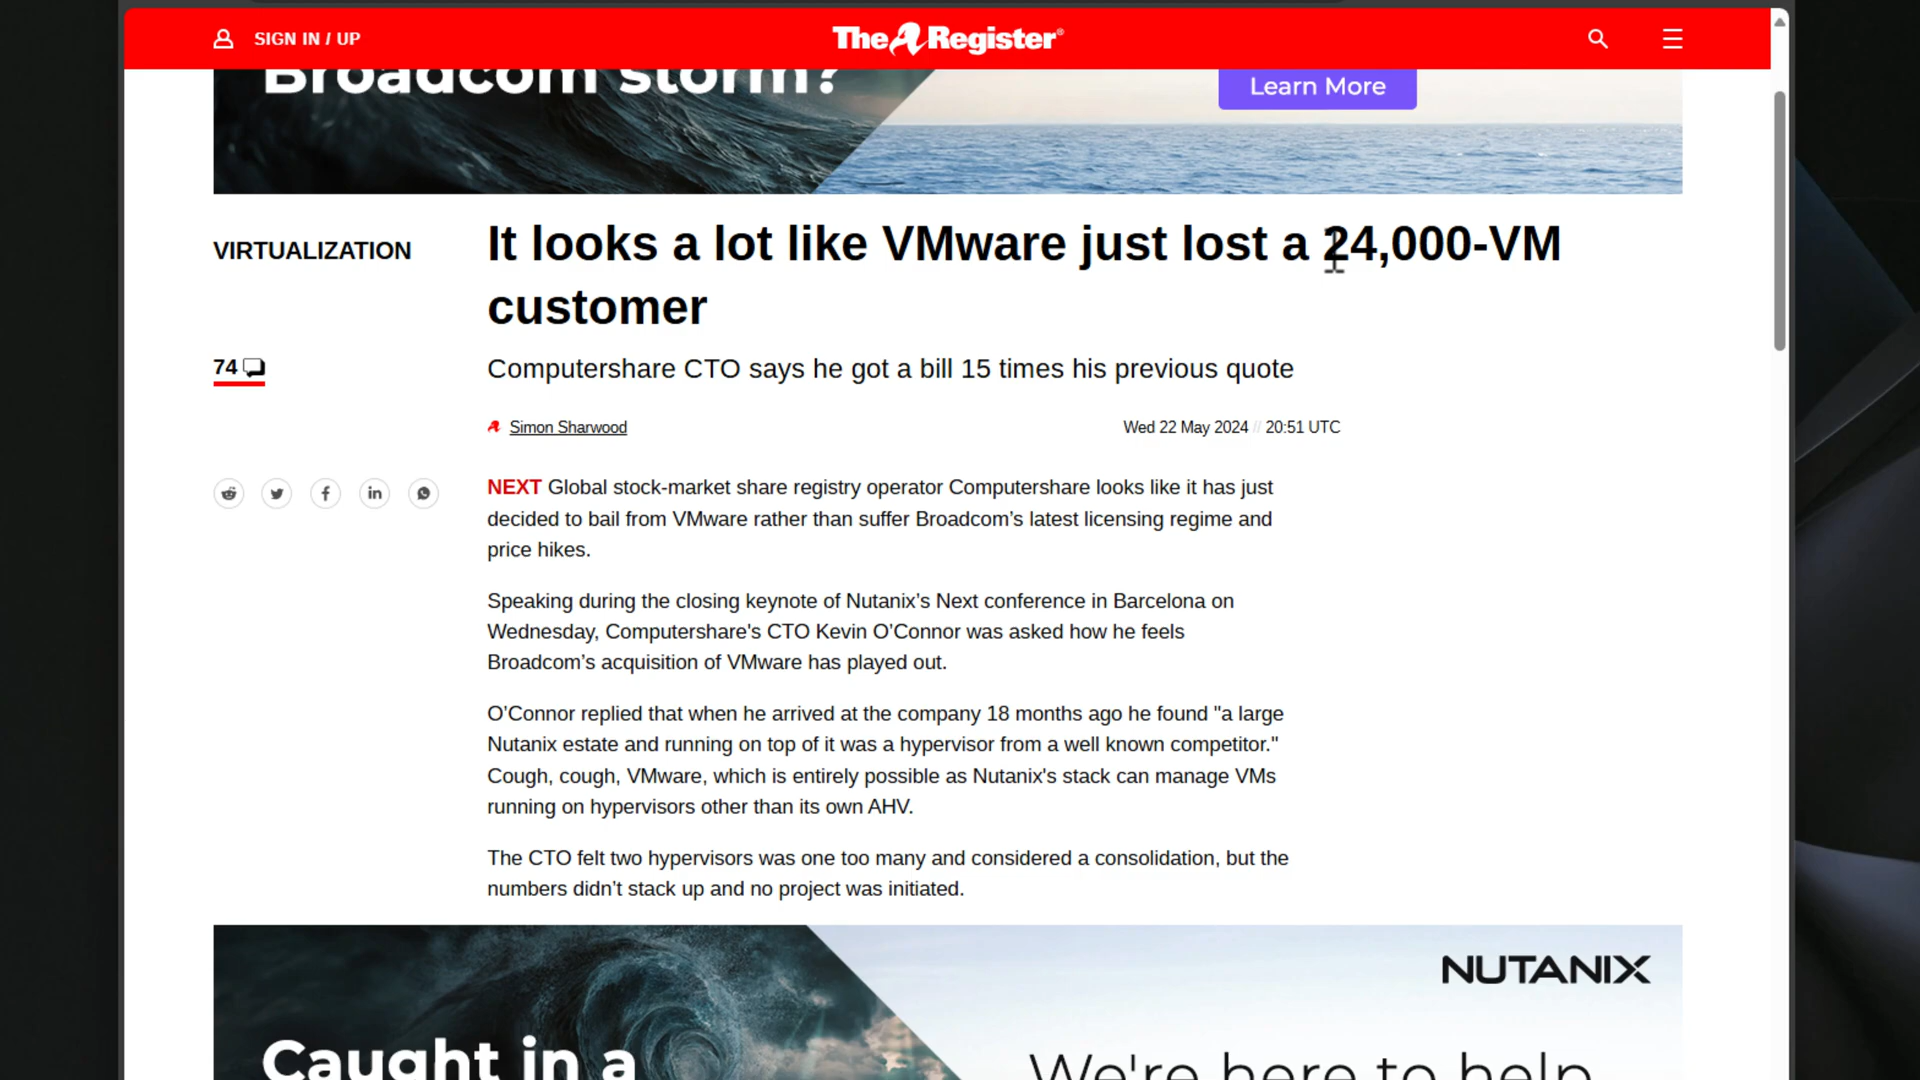 SIGN IN / UP
The Register®
Broadcom storm?
Learn More
VIRTUALIZATION
It looks a lot like VMware just lost a 24,000-VM
customer
74
Computershare CTO says he got a bill 15 times his previous quote
Simon Sharwood
Wed 22 May 2024 // 20:51 UTC
NEXT Global stock-market share registry operator Computershare looks like it has just
decided to bail from VMware rather than suffer Broadcom’s latest licensing regime and
price hikes.
Speaking during the closing keynote of Nutanix’s Next conference in Barcelona on
Wednesday, Computershare's CTO Kevin O’Connor was asked how he feels
Broadcom’s acquisition of VMware has played out.
O’Connor replied that when he arrived at the company 18 months ago he found "a large
Nutanix estate and running on top of it was a hypervisor from a well known competitor."
Cough, cough, VMware, which is entirely possible as Nutanix's stack can manage VMs
running on hypervisors other than its own AHV.
The CTO felt two hypervisors was one too many and considered a consolidation, but the
numbers didn’t stack up and no project was initiated.
NUTANIX
Caught in a
We're here to help